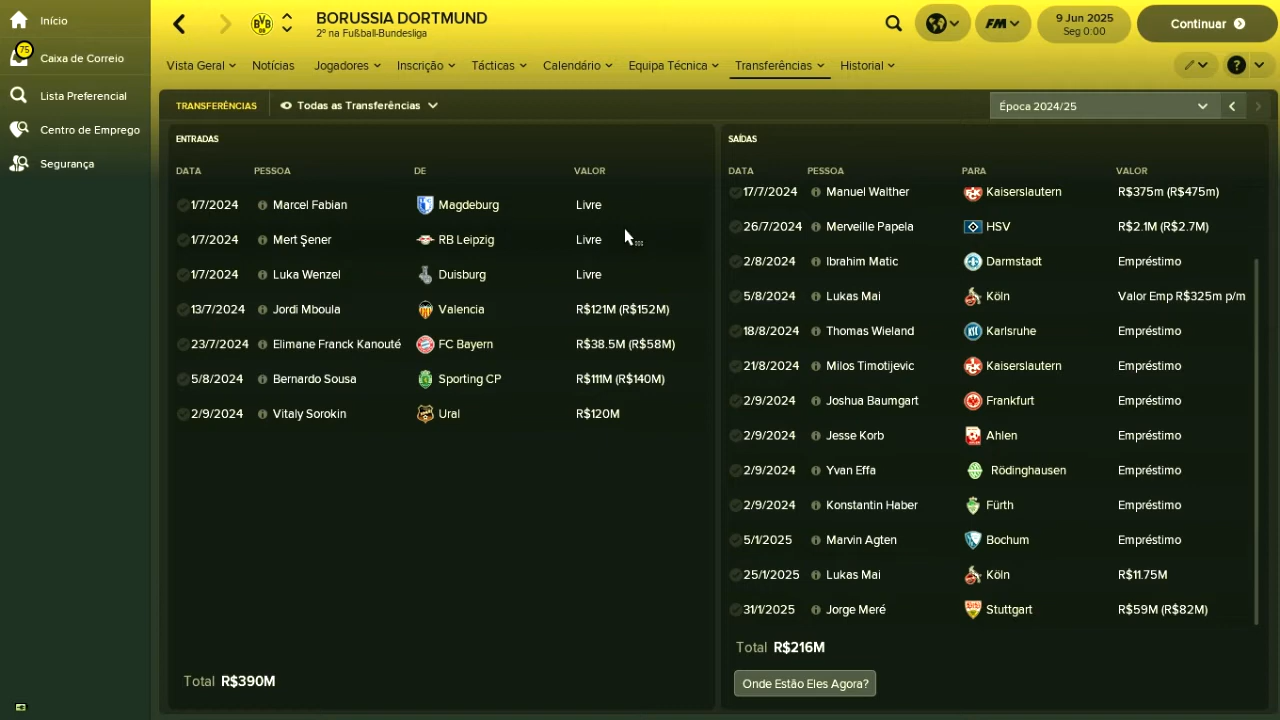 Início
75
Caixa de Correio
Lista Preferencial
Centro de Emprego
Segurança
BORUSSIA DORTMUND
2º na Fußball-Bundesliga
FM
9 Jun 2025
Seg 0:00
Continuar
Vista Geral
Notícias
Jogadores
Inscrição
Tácticas
Calendário
Equipa Técnica
Transferências
Historial
?
TRANSFERÊNCIAS
Todas as Transferências
Época 2024/25
ENTRADAS
DATA PESSOA DE VALOR
1/7/2024 Marcel Fabian Magdeburg Livre
1/7/2024 Mert Şener RB Leipzig Livre
1/7/2024 Luka Wenzel Duisburg Livre
13/7/2024 Jordi Mboula Valencia R$121M (R$152M)
23/7/2024 Elimane Franck Kanouté FC Bayern R$38.5M (R$58M)
5/8/2024 Bernardo Sousa Sporting CP R$111M (R$140M)
2/9/2024 Vitaly Sorokin Ural R$120M
Total R$390M
SAÍDAS
DATA PESSOA PARA VALOR
17/7/2024 Manuel Walther Kaiserslautern R$375m (R$475m)
26/7/2024 Merveille Papela HSV R$2.1M (R$2.7M)
2/8/2024 Ibrahim Matic Darmstadt Empréstimo
5/8/2024 Lukas Mai Köln Valor Emp R$325m p/m
18/8/2024 Thomas Wieland Karlsruhe Empréstimo
21/8/2024 Milos Timotijevic Kaiserslautern Empréstimo
2/9/2024 Joshua Baumgart Frankfurt Empréstimo
2/9/2024 Jesse Korb Ahlen Empréstimo
2/9/2024 Yvan Effa Rödinghausen Empréstimo
2/9/2024 Konstantin Haber Fürth Empréstimo
5/1/2025 Marvin Agten Bochum Empréstimo
25/1/2025 Lukas Mai Köln R$11.75M
31/1/2025 Jorge Meré Stuttgart R$59M (R$82M)
Total R$216M
Onde Estão Eles Agora?